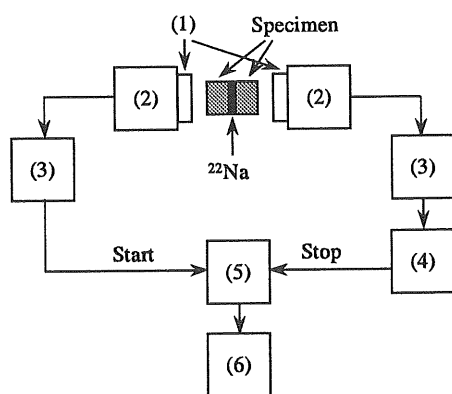 (1) Specimen
(2) (2)
(3) ²²Na (3)
Start Stop (4)
(5)
(6)